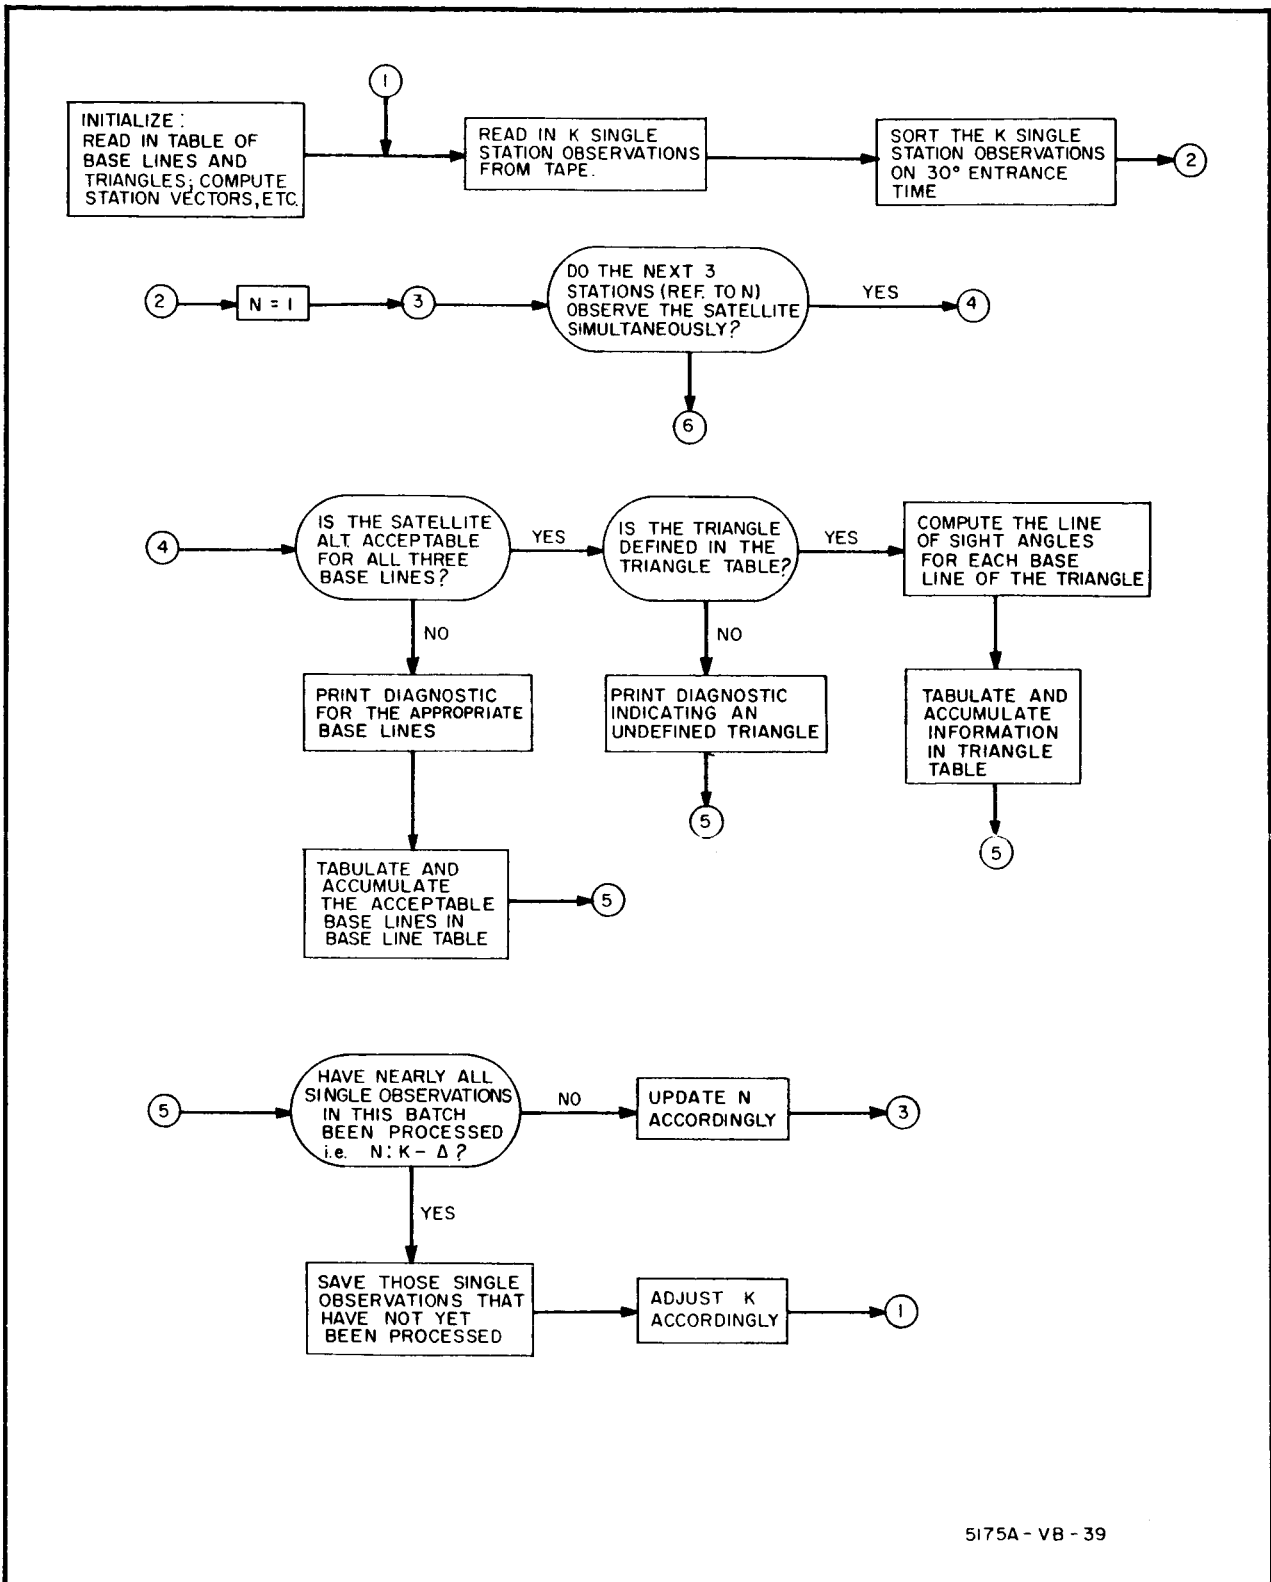 1
INITIALIZE:
READ IN TABLE OF
BASE LINES AND
TRIANGLES; COMPUTE
STATION VECTORS, ETC.
READ IN K SINGLE
STATION OBSERVATIONS
FROM TAPE.
SORT THE K SINGLE
STATION OBSERVATIONS
ON 30° ENTRANCE
TIME
2
2
N = 1
3
DO THE NEXT 3
STATIONS (REF. TO N)
OBSERVE THE SATELLITE
SIMULTANEOUSLY?
YES
4
6
4
IS THE SATELLITE
ALT. ACCEPTABLE
FOR ALL THREE
BASE LINES?
YES
IS THE TRIANGLE
DEFINED IN THE
TRIANGLE TABLE?
YES
COMPUTE THE LINE
OF SIGHT ANGLES
FOR EACH BASE
LINE OF THE TRIANGLE
NO
NO
PRINT DIAGNOSTIC
FOR THE APPROPRIATE
BASE LINES
PRINT DIAGNOSTIC
INDICATING AN
UNDEFINED TRIANGLE
TABULATE AND
ACCUMULATE
INFORMATION
IN TRIANGLE
TABLE
5
5
TABULATE AND
ACCUMULATE
THE ACCEPTABLE
BASE LINES IN
BASE LINE TABLE
5
5
HAVE NEARLY ALL
SINGLE OBSERVATIONS
IN THIS BATCH
BEEN PROCESSED
i.e. N:K - Δ?
NO
UPDATE N
ACCORDINGLY
3
YES
SAVE THOSE SINGLE
OBSERVATIONS THAT
HAVE NOT YET
BEEN PROCESSED
ADJUST K
ACCORDINGLY
1
5175A - VB - 39